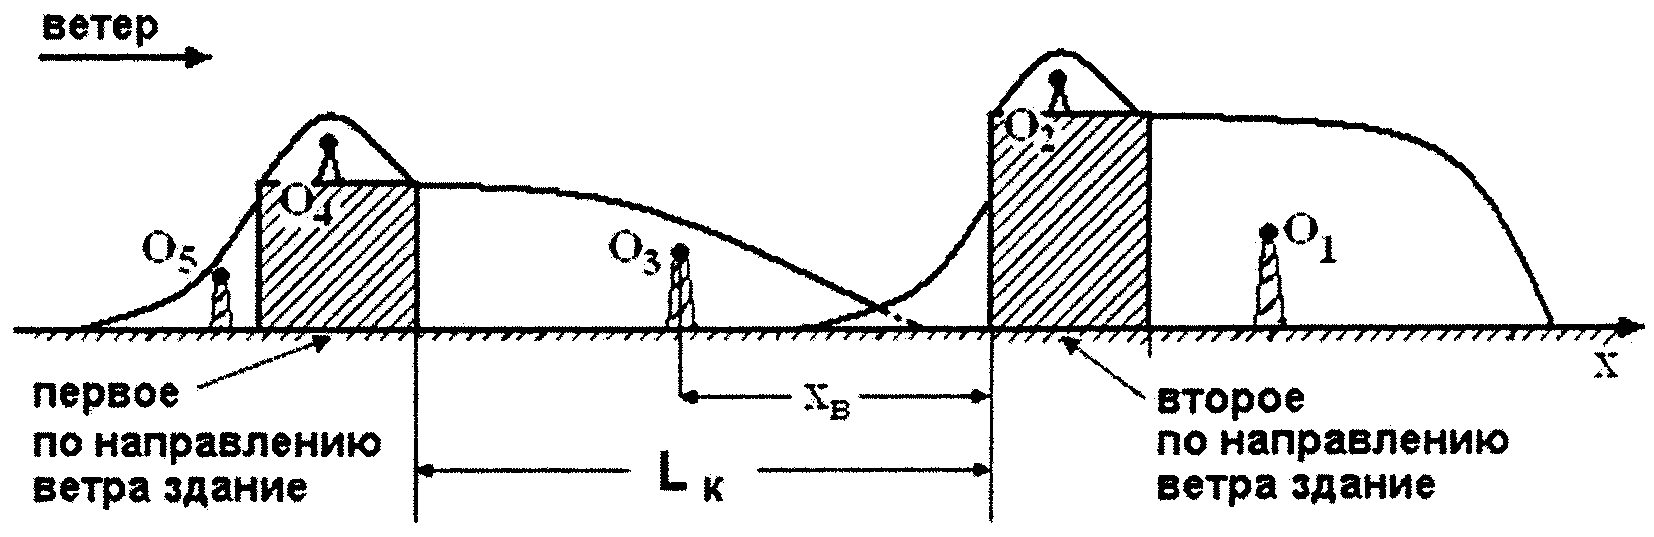 ветер
O₂
O₄
O₅
O₃
O₁
X
первое
по направлению
ветра здание
Xв
Lк
второе
по направлению
ветра здание